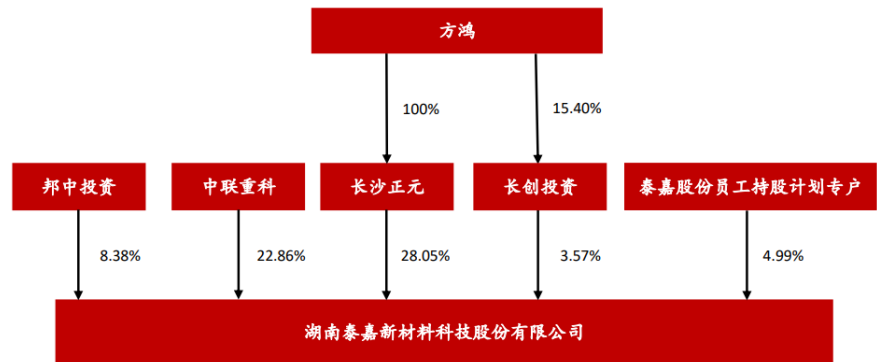 方鸿
100%
15.40%
邦中投资
中联重科
长沙正元
长创投资
泰嘉股份员工持股计划专户
8.38%
22.86%
28.05%
3.57%
4.99%
湖南泰嘉新材料科技股份有限公司